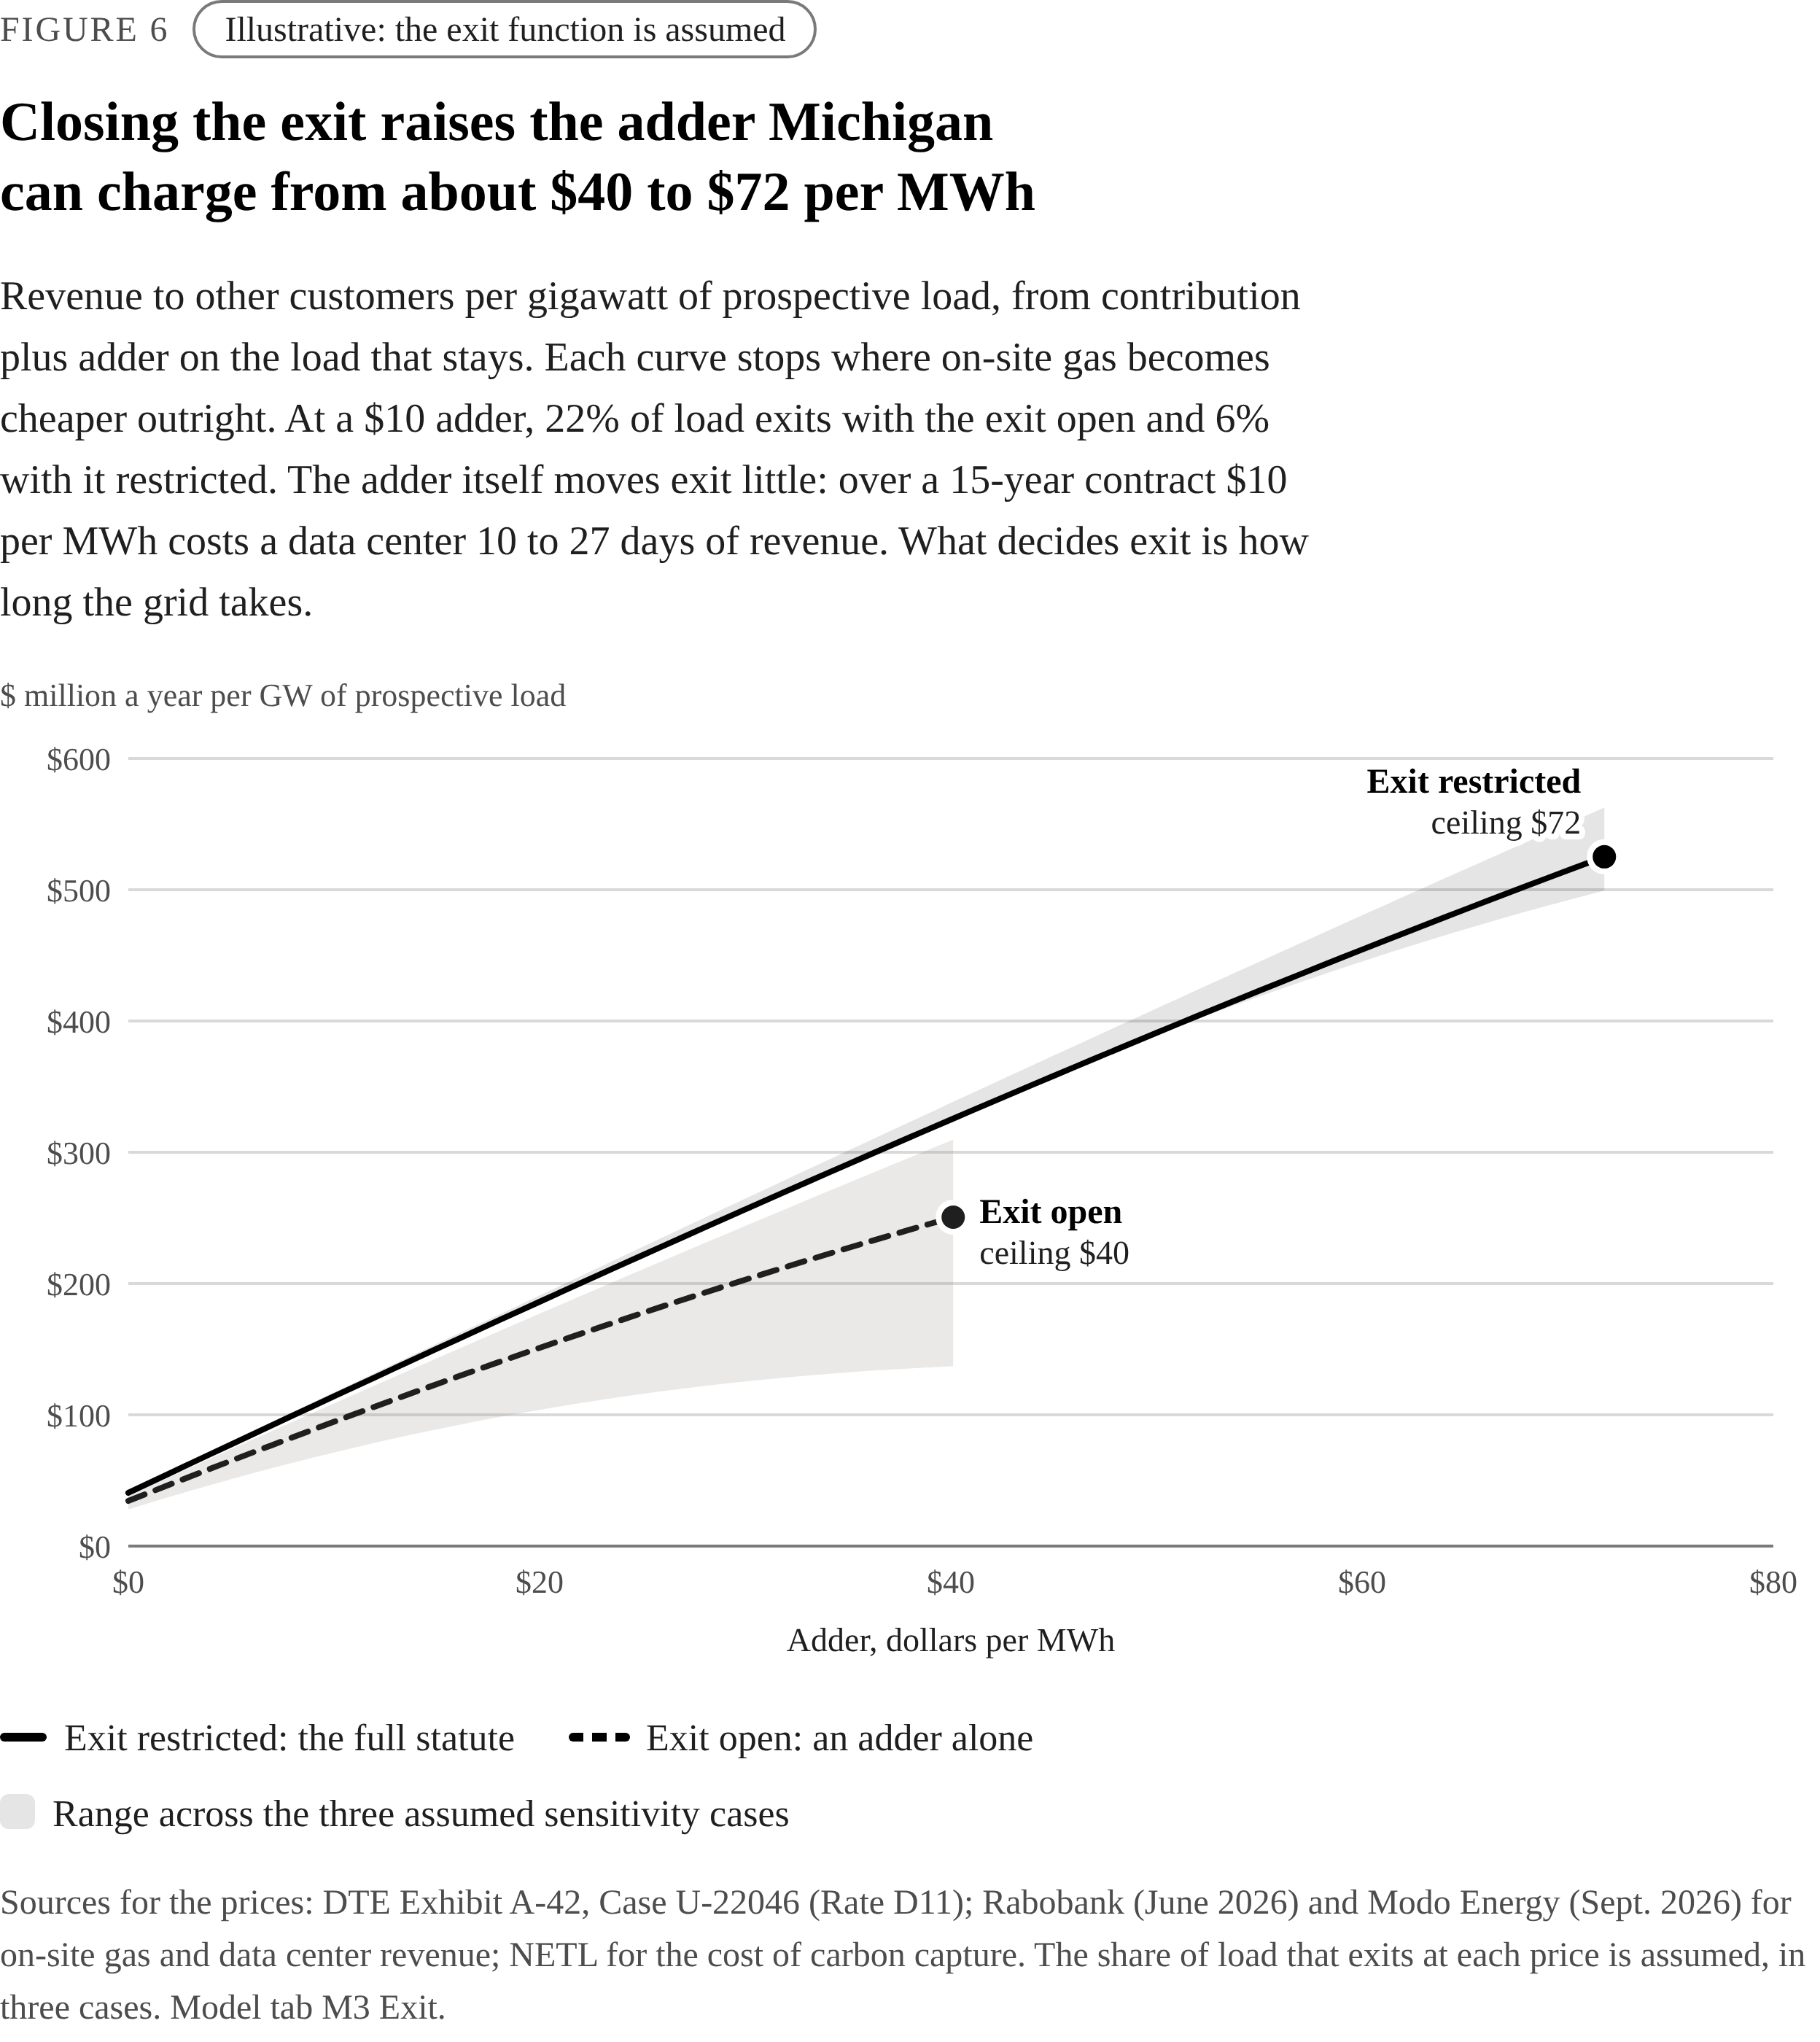 FIGURE 6 Illustrative: the exit function is assumed
Closing the exit raises the adder Michigan
can charge from about $40 to $72 per MWh
Revenue to other customers per gigawatt of prospective load, from contribution
plus adder on the load that stays. Each curve stops where on-site gas becomes
cheaper outright. At a $10 adder, 22% of load exits with the exit open and 6%
with it restricted. The adder itself moves exit little: over a 15-year contract $10
per MWh costs a data center 10 to 27 days of revenue. What decides exit is how
long the grid takes.
$ million a year per GW of prospective load
$600
Exit restricted
ceiling $72
$500
$400
$300
Exit open
ceiling $40
$200
$100
$0
$0 $20 $40 $60 $80
Adder, dollars per MWh
Exit restricted: the full statute Exit open: an adder alone
Range across the three assumed sensitivity cases
Sources for the prices: DTE Exhibit A-42, Case U-22046 (Rate D11); Rabobank (June 2026) and Modo Energy (Sept. 2026) for
on-site gas and data center revenue; NETL for the cost of carbon capture. The share of load that exits at each price is assumed, in
three cases. Model tab M3 Exit.